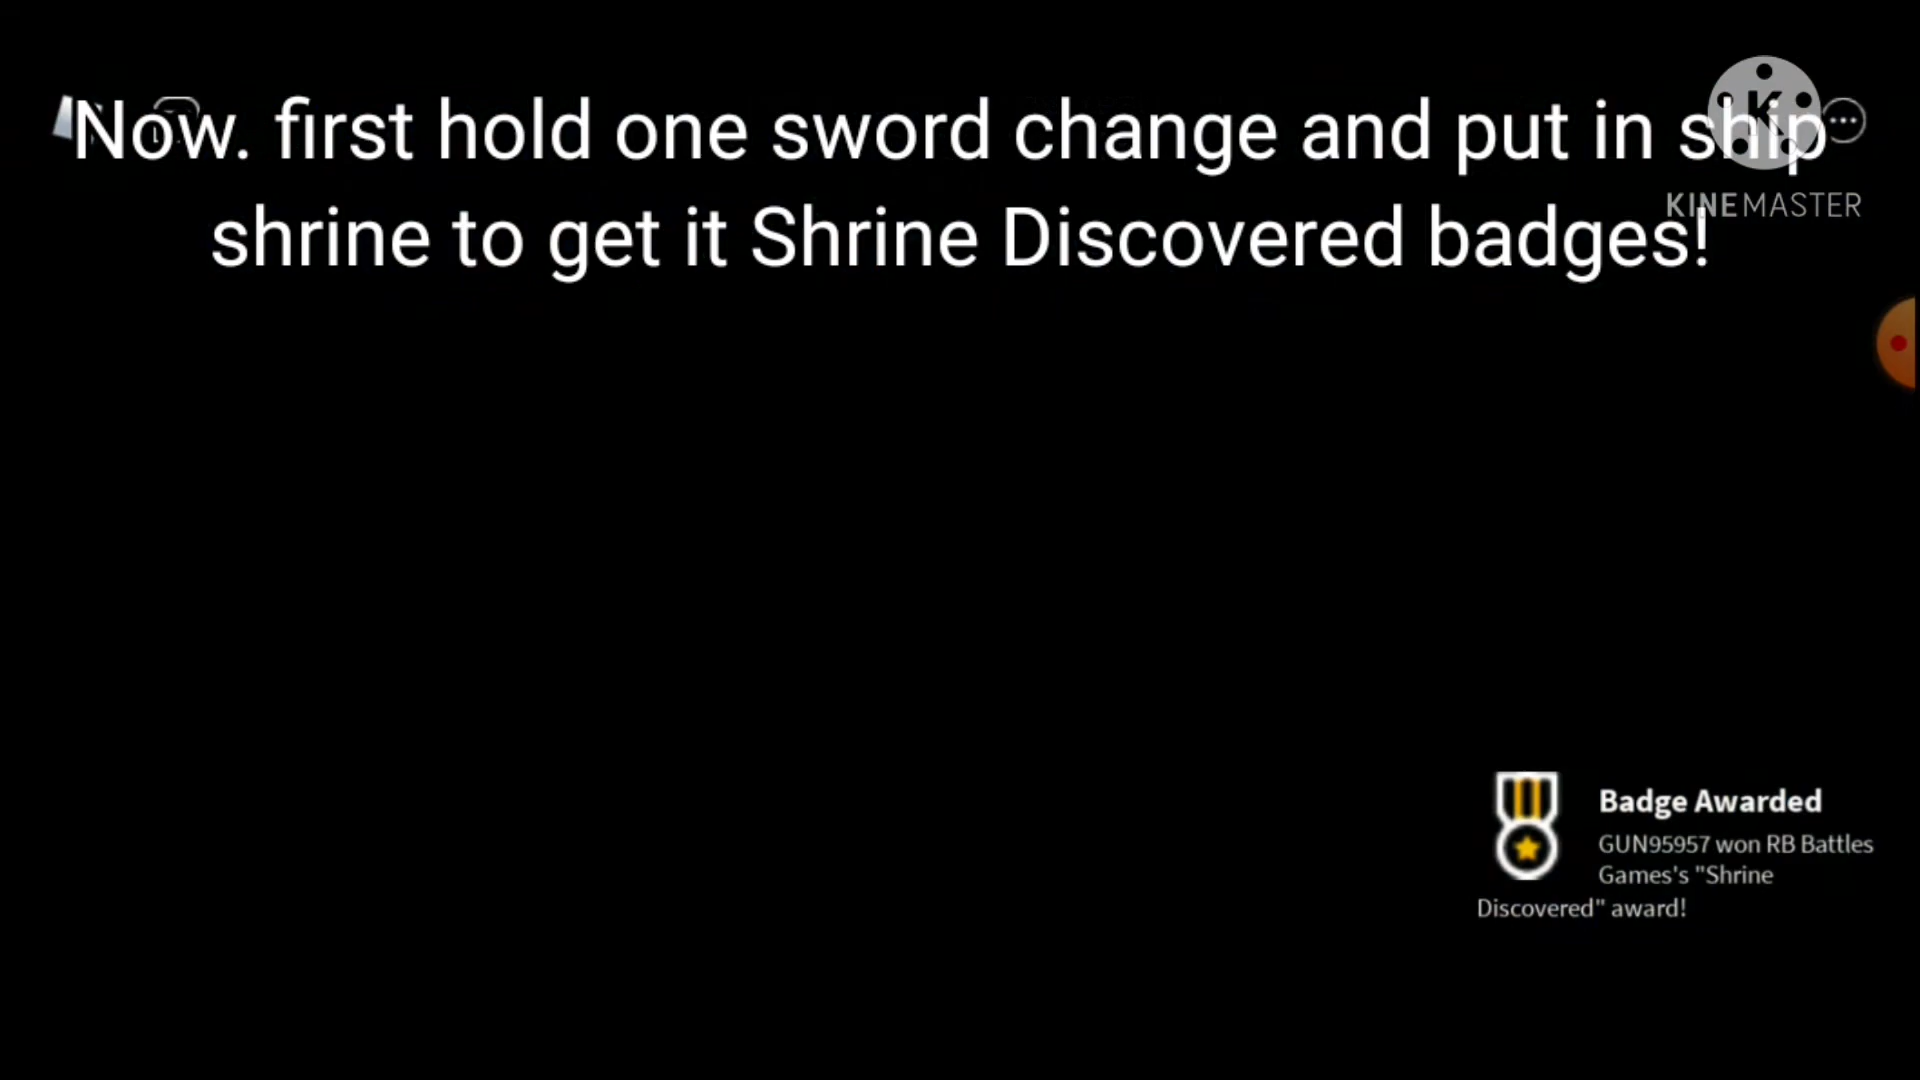 Now. first hold one sword change and put in ship
shrine to get it Shrine Discovered badges!
KINEMASTER
Badge Awarded
GUN95957 won RB Battles
Games's "Shrine
Discovered" award!